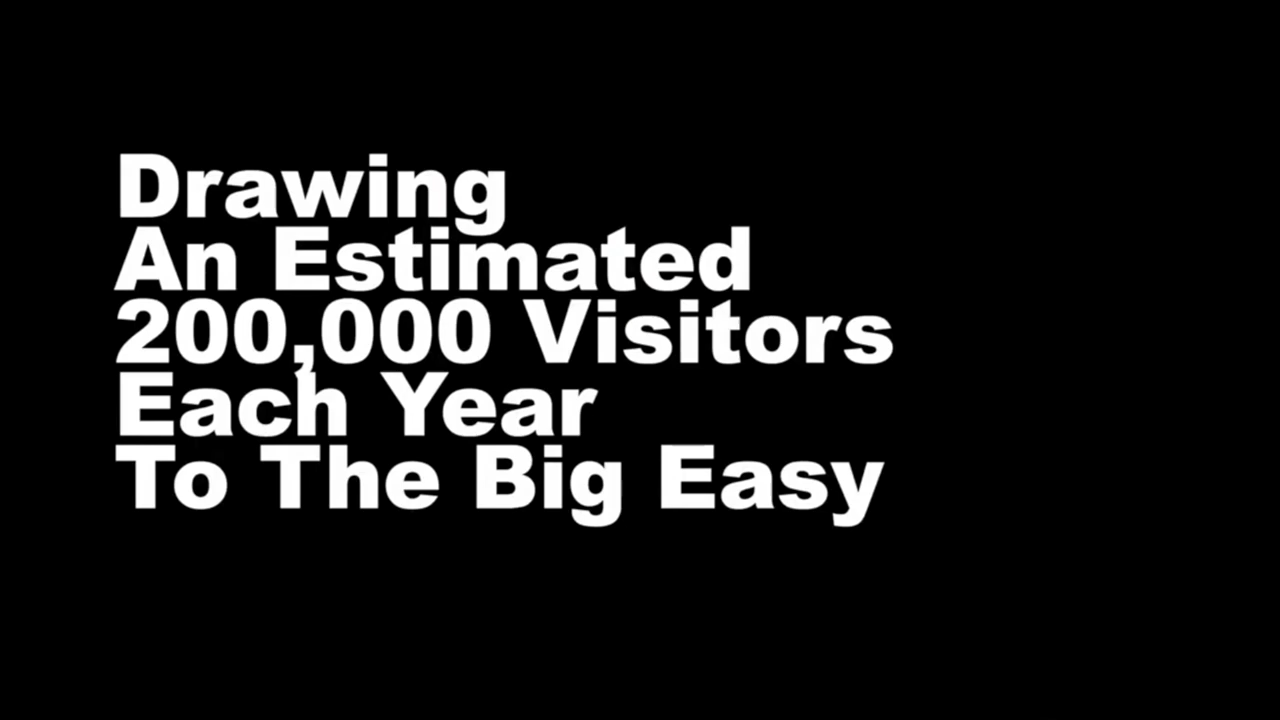 Drawing
An Estimated
200,000 Visitors
Each Year
To The Big Easy